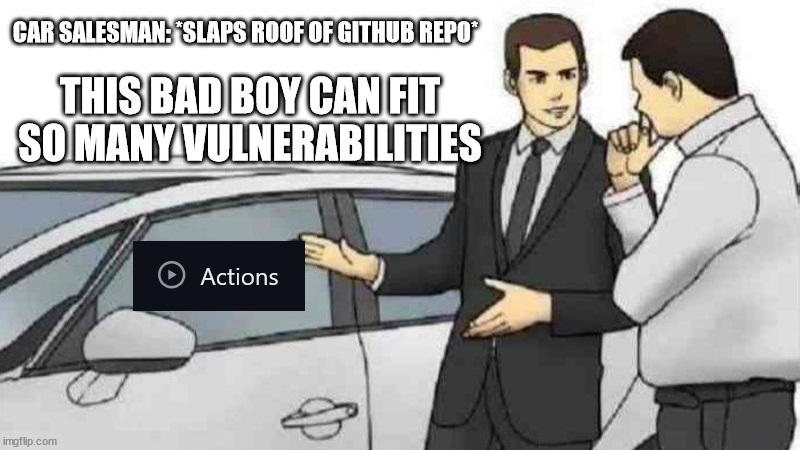 CAR SALESMAN: *SLAPS ROOF OF GITHUB REPO*
THIS BAD BOY CAN FIT
SO MANY VULNERABILITIES
Actions
imgflip.com